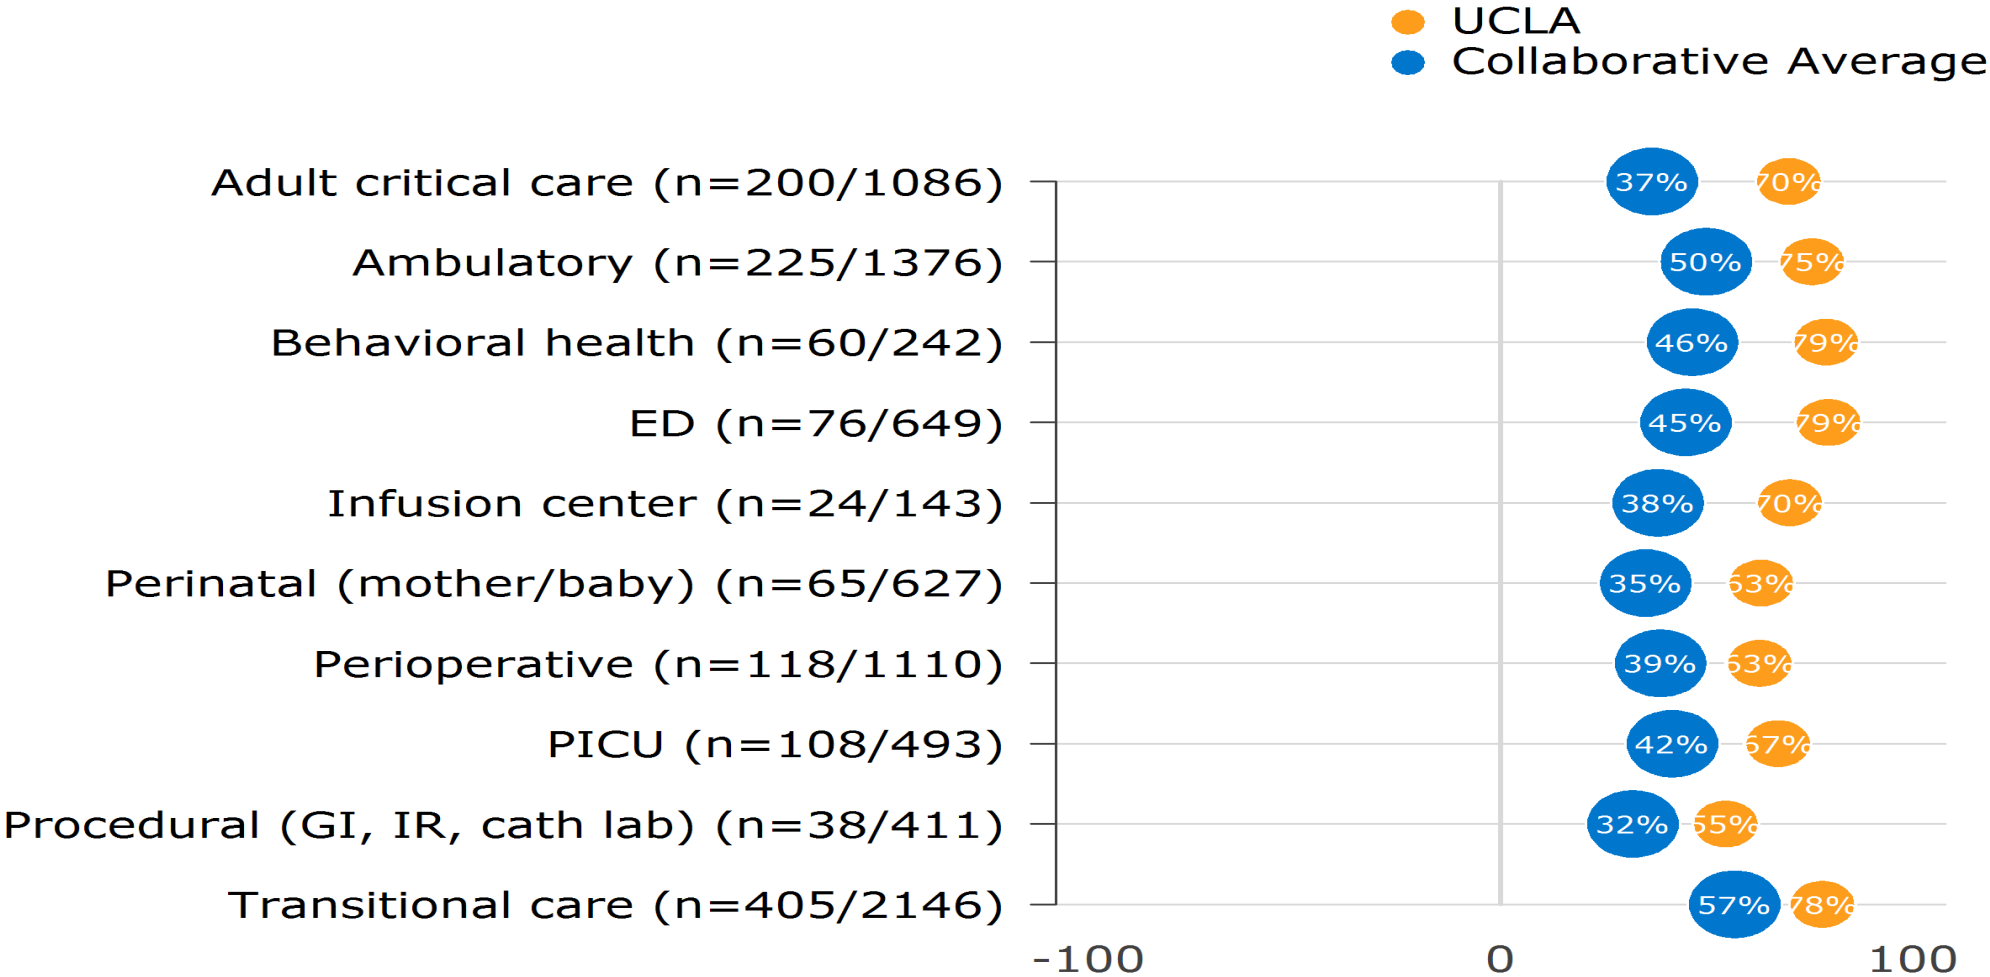 UCLA
Collaborative Average
Adult critical care (n=200/1086) 37% 70%
Ambulatory (n=225/1376) 50% 75%
Behavioral health (n=60/242) 46% 79%
ED (n=76/649) 45% 79%
Infusion center (n=24/143) 38% 70%
Perinatal (mother/baby) (n=65/627) 35% 63%
Perioperative (n=118/1110) 39% 63%
PICU (n=108/493) 42% 67%
Procedural (GI, IR, cath lab) (n=38/411) 32% 55%
Transitional care (n=405/2146) 57% 78%
-100 0 100